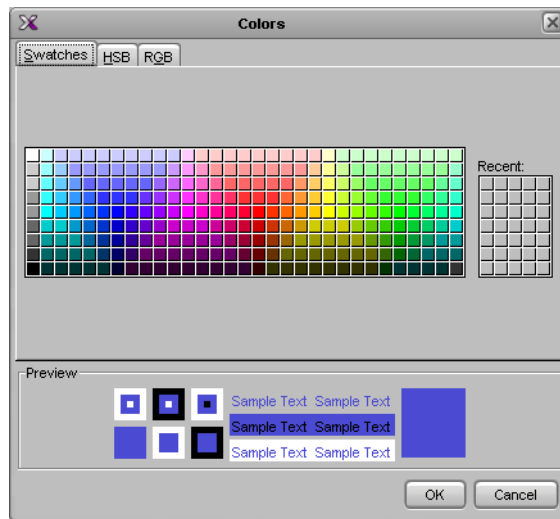 Colors
Swatches HSB RGB
Recent:
Preview
Sample Text Sample Text
Sample Text Sample Text
Sample Text Sample Text
OK Cancel